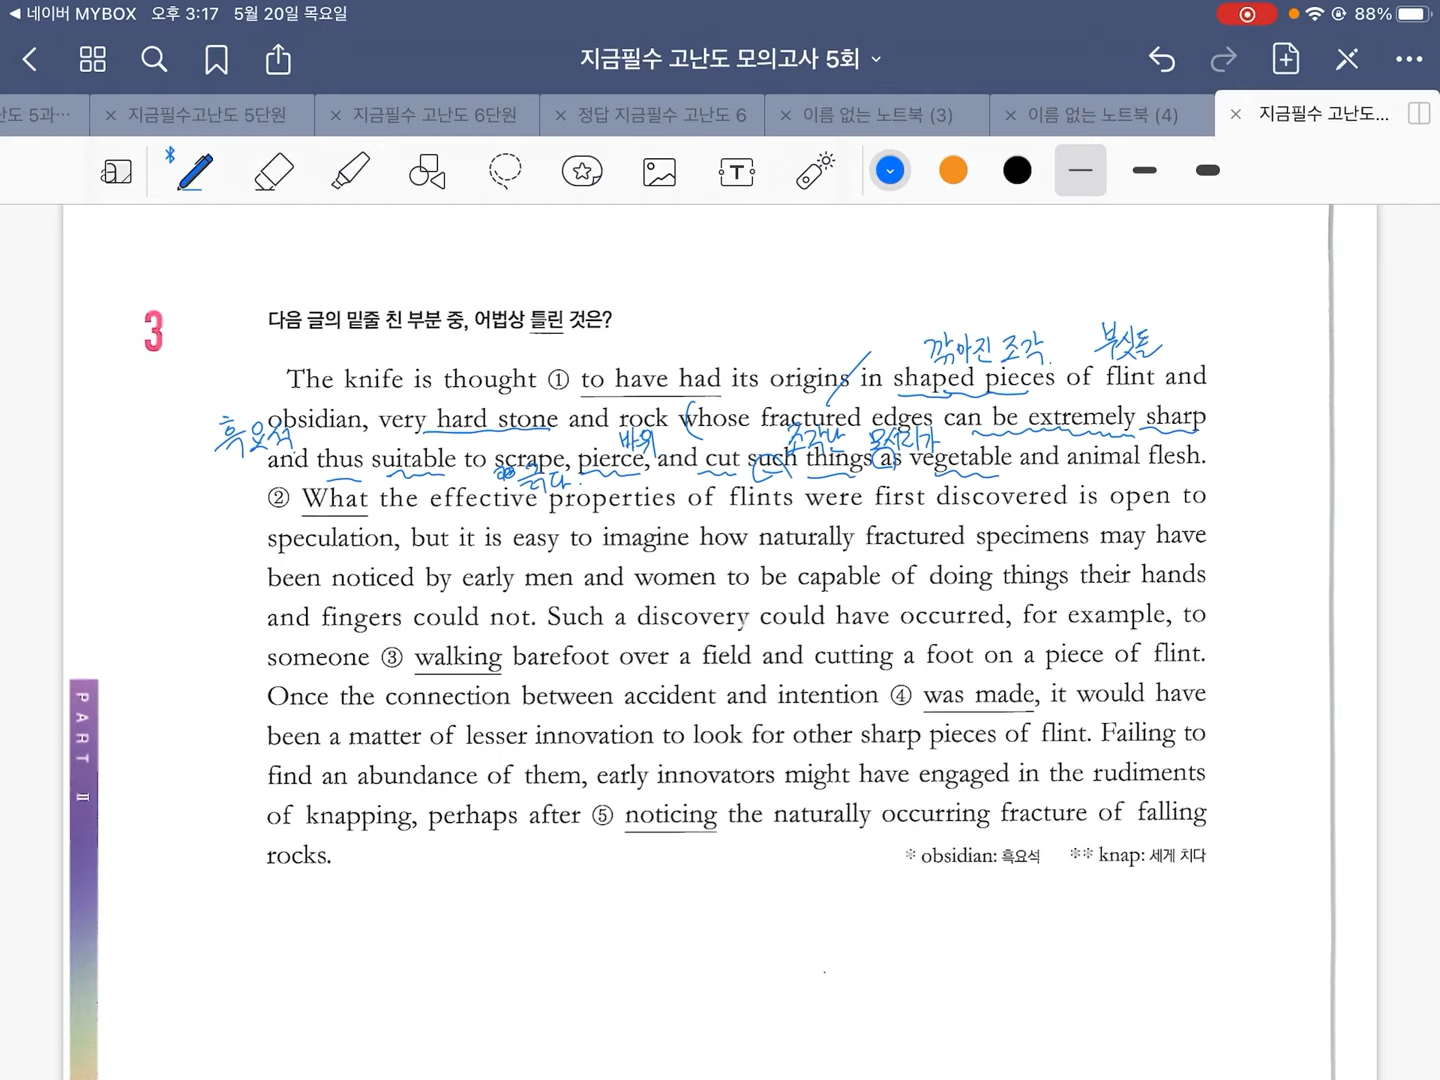 ◀ 네이버 MYBOX 오후 3:17 5월 20일 목요일 88%
지금필수 고난도 모의고사 5회
난도 5과… × 지금필수고난도 5단원 × 지금필수 고난도 6단원 × 정답 지금필수 고난도 6 × 이름 없는 노트북 (3) × 이름 없는 노트북 (4) × 지금필수 고난도...
T
3 다음 글의 밑줄 친 부분 중, 어법상 틀린 것은?
깎아진 조각 부싯돌
The knife is thought ① to have had its origins in shaped pieces of flint and
obsidian, very hard stone and rock whose fractured edges can be extremely sharp
흑요석 바위 조각난 모서리가
and thus suitable to scrape, pierce, and cut such things as vegetable and animal flesh.
긁다
② What the effective properties of flints were first discovered is open to
speculation, but it is easy to imagine how naturally fractured specimens may have
been noticed by early men and women to be capable of doing things their hands
and fingers could not. Such a discovery could have occurred, for example, to
someone ③ walking barefoot over a field and cutting a foot on a piece of flint.
Once the connection between accident and intention ④ was made, it would have
been a matter of lesser innovation to look for other sharp pieces of flint. Failing to
find an abundance of them, early innovators might have engaged in the rudiments
of knapping, perhaps after ⑤ noticing the naturally occurring fracture of falling
rocks.
* obsidian: 흑요석 ** knap: 세게 치다
PART Ⅱ